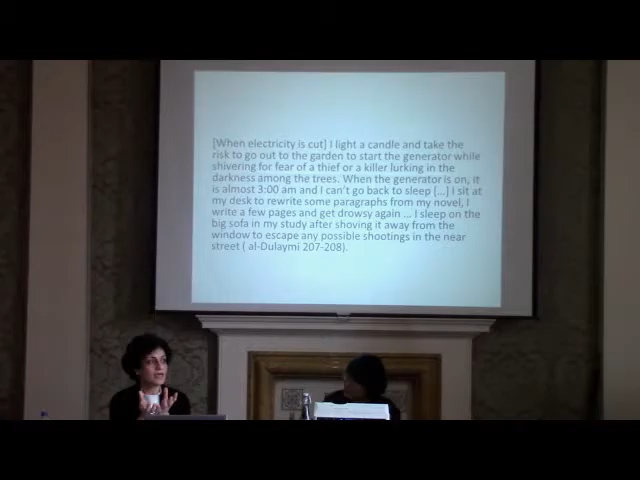 [When electricity is cut] I light a candle and take the
risk to go out to the garden to start the generator while
shivering for fear of a thief or a killer lurking in the
darkness among the trees. When the generator is on, it
is almost 3:00 am and I can't go back to sleep [...] I sit at
my desk to rewrite some paragraphs from my novel, I
write a few pages and get drowsy again ... I sleep on the
big sofa in my study after shoving it away from the
window to escape any possible shootings in the near
street ( al-Dulaymi 207-208).